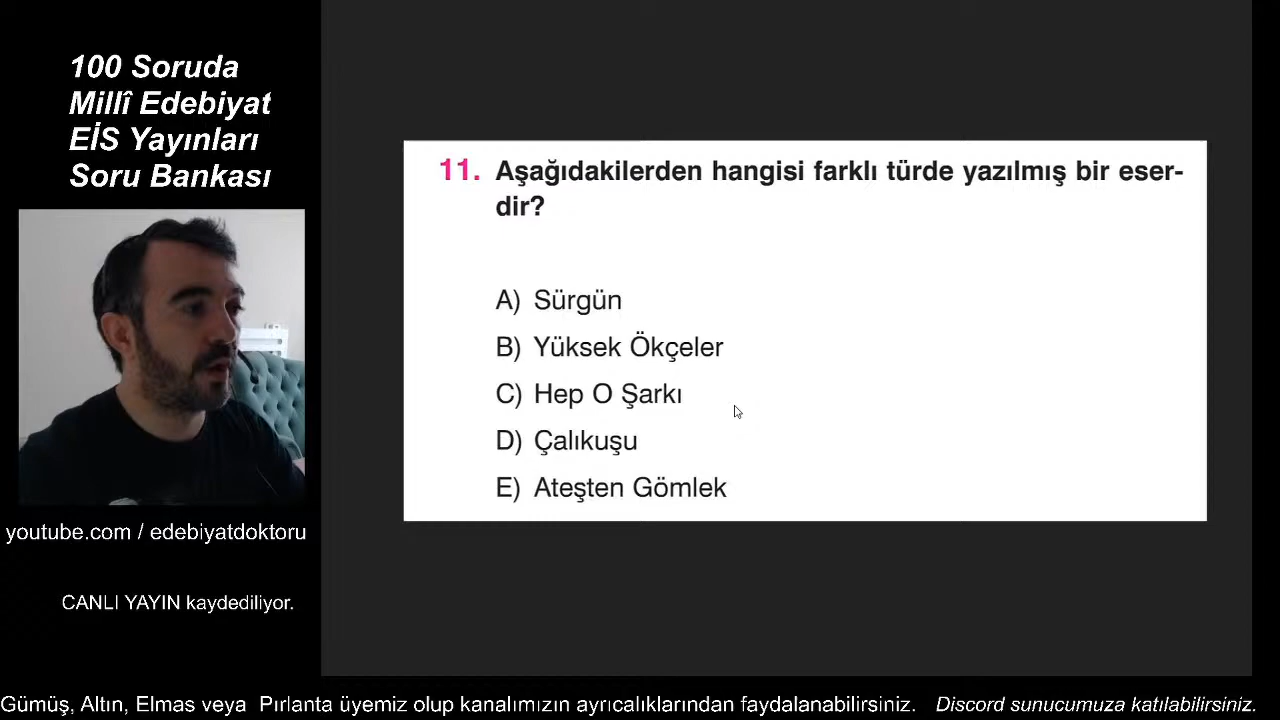 100 Soruda
Millî Edebiyat
EİS Yayınları
Soru Bankası
youtube.com / edebiyatdoktoru
CANLI YAYIN kaydediliyor.
11. Aşağıdakilerden hangisi farklı türde yazılmış bir eser-
dir?
A) Sürgün
B) Yüksek Ökçeler
C) Hep O Şarkı
D) Çalıkuşu
E) Ateşten Gömlek
Gümüş, Altın, Elmas veya Pırlanta üyemiz olup kanalımızın ayrıcalıklarından faydalanabilirsiniz. Discord sunucumuza katılabilirsiniz.